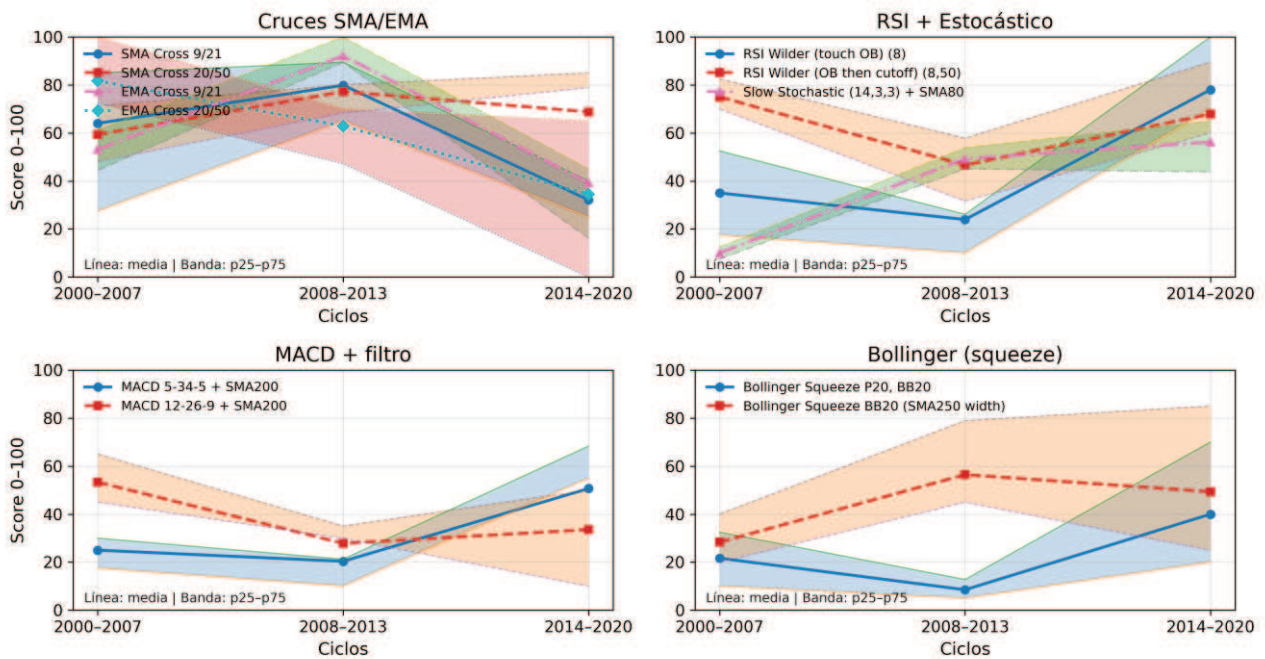 Cruces SMA/EMA
Score 0–100
100
80
60
40
20
0
SMA Cross 9/21
SMA Cross 20/50
EMA Cross 9/21
EMA Cross 20/50
Línea: media | Banda: p25–p75
2000–2007
2008–2013
2014–2020
Ciclos
RSI + Estocástico
100
80
60
40
20
0
RSI Wilder (touch OB) (8)
RSI Wilder (OB then cutoff) (8,50)
Slow Stochastic (14,3,3) + SMA80
Línea: media | Banda: p25–p75
2000–2007
2008–2013
2014–2020
Ciclos
MACD + filtro
Score 0–100
100
80
60
40
20
0
MACD 5-34-5 + SMA200
MACD 12-26-9 + SMA200
Línea: media | Banda: p25–p75
2000–2007
2008–2013
2014–2020
Ciclos
Bollinger (squeeze)
100
80
60
40
20
0
Bollinger Squeeze P20, BB20
Bollinger Squeeze BB20 (SMA250 width)
Línea: media | Banda: p25–p75
2000–2007
2008–2013
2014–2020
Ciclos